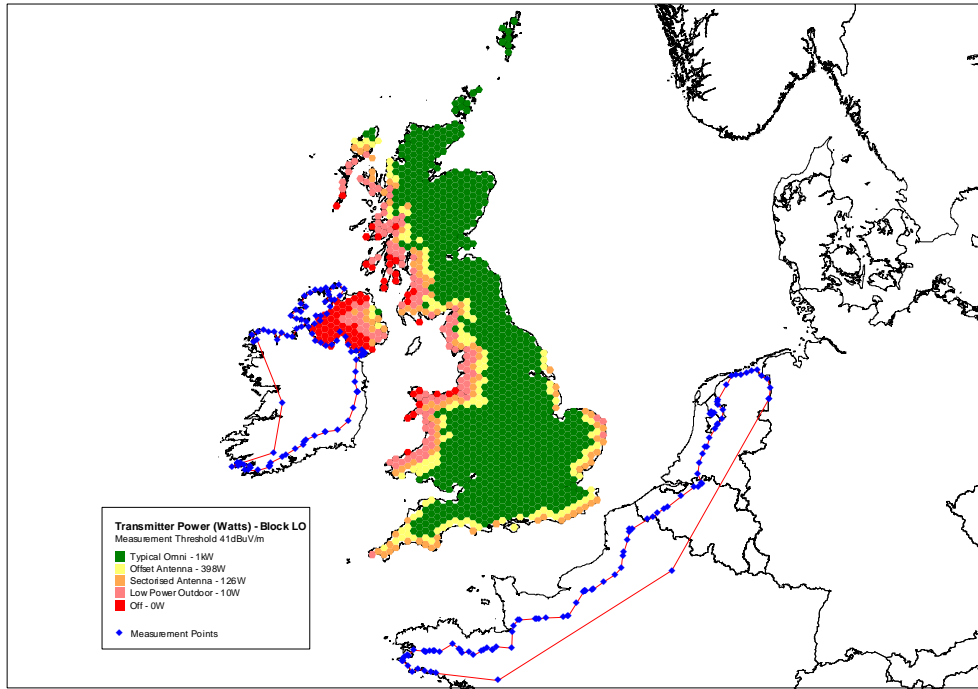 Transmitter Power (Watts) - Block LO
Measurement Threshold 41dBuV/m
Typical Omni - 1kW
Offset Antenna - 398W
Sectorised Antenna - 126W
Low Power Outdoor - 10W
Off - 0W
Measurement Points